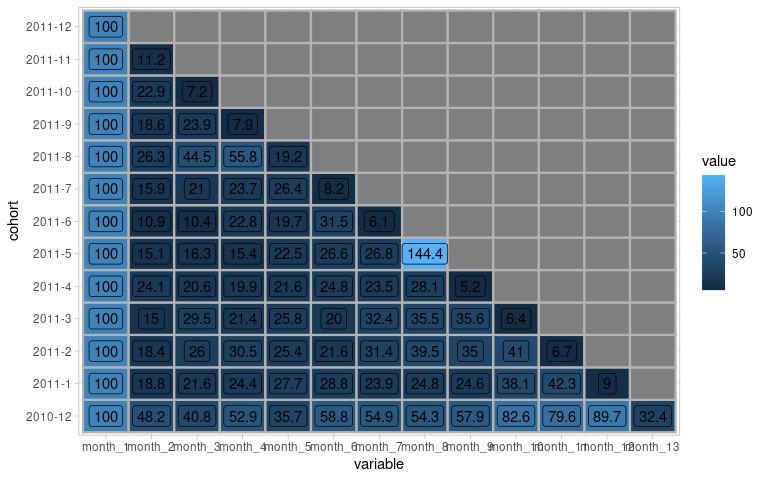 2011-12 100
2011-11 100 11.2
2011-10 100 22.9 7.2
2011-9 100 18.6 23.9 7.9
2011-8 100 26.3 44.5 55.8 19.2
2011-7 100 15.9 21 23.7 26.4 8.2
2011-6 100 10.9 10.4 22.8 19.7 31.5 6.1
2011-5 100 15.1 16.3 15.4 22.5 26.6 26.8 144.4
2011-4 100 24.1 20.6 19.9 21.6 24.8 23.5 28.1 5.2
2011-3 100 15 29.5 21.4 25.8 20 32.4 35.5 35.6 6.4
2011-2 100 18.4 26 30.5 25.4 21.6 31.4 39.5 35 41 6.7
2011-1 100 18.8 21.6 24.4 27.7 28.8 23.9 24.8 24.6 38.1 42.3 9
2010-12 100 48.2 40.8 52.9 35.7 58.8 54.9 54.3 57.9 82.6 79.6 89.7 32.4
month_1 month_2 month_3 month_4 month_5 month_6 month_7 month_8 month_9 month_10 month_11 month_12 month_13
variable
cohort
value
100
50